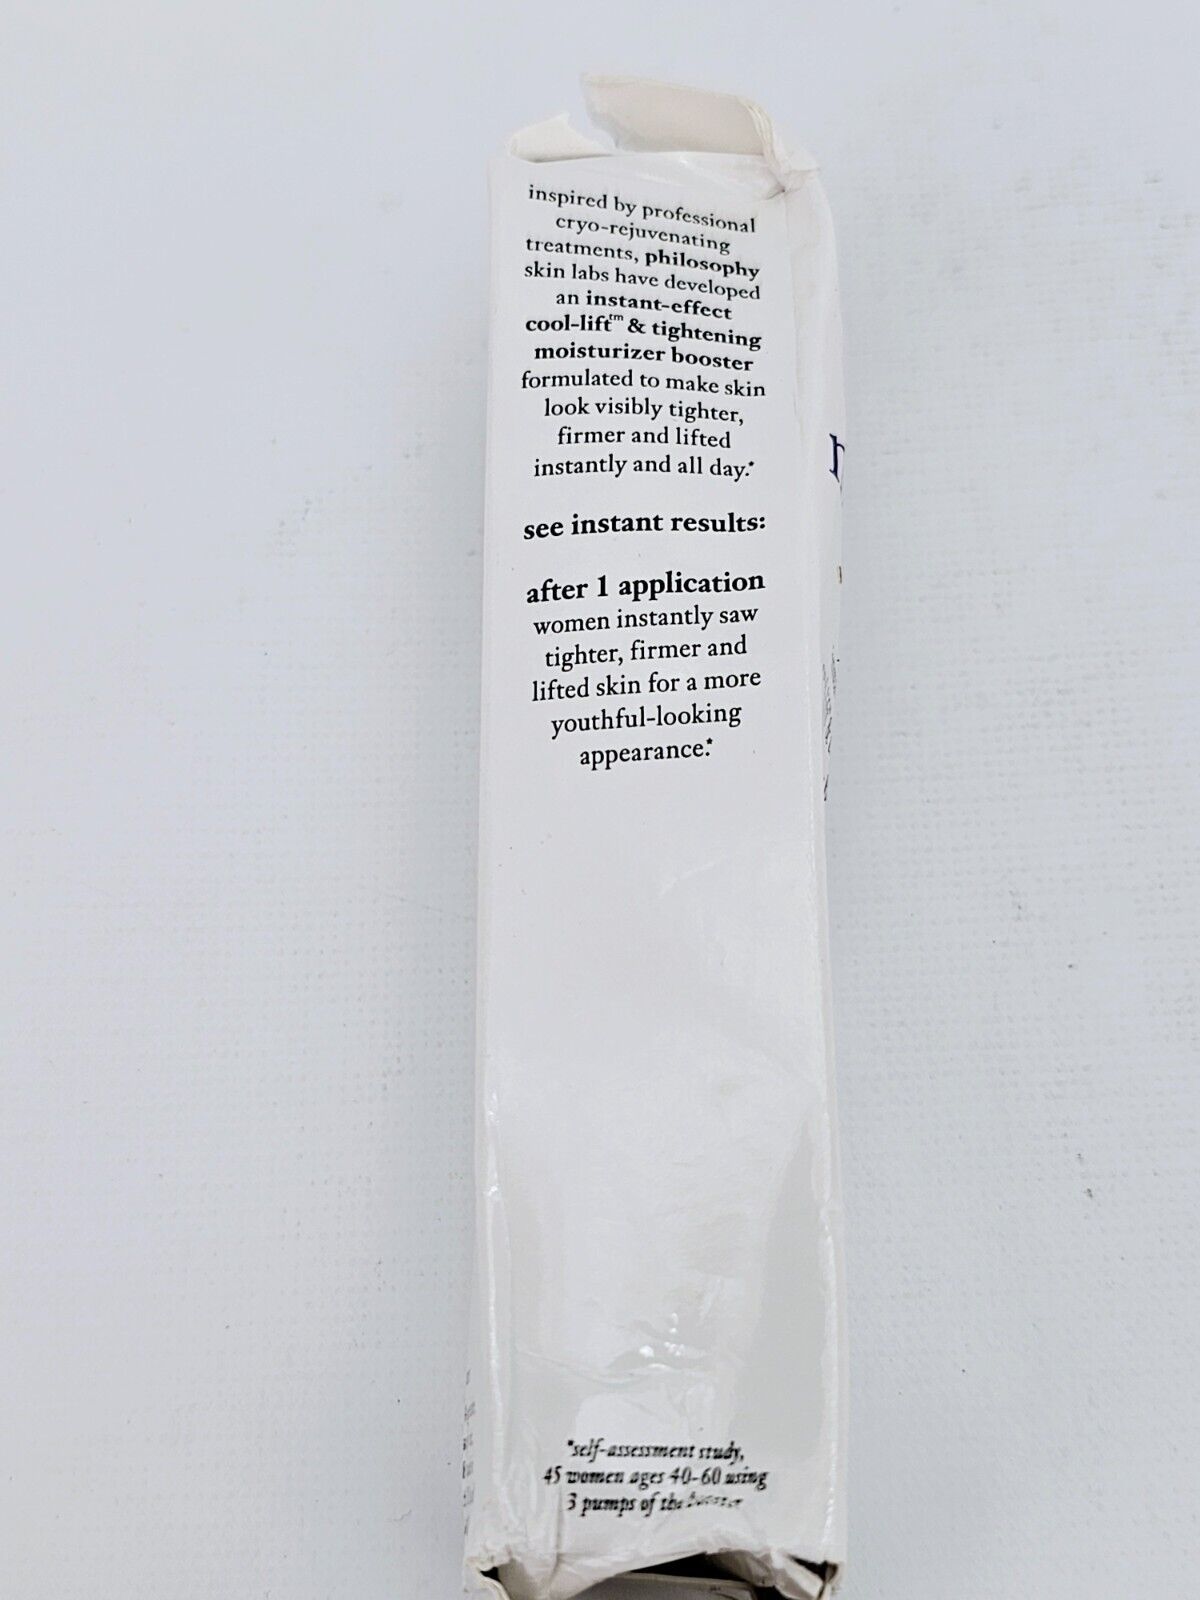 inspired by professional
cryo-rejuvenating
treatments, philosophy
skin labs have developed
an instant-effect
cool-lift™ & tightening
moisturizer booster
formulated to make skin
look visibly tighter,
firmer and lifted
instantly and all day.*
see instant results:
after 1 application
women instantly saw
tighter, firmer and
lifted skin for a more
youthful-looking
appearance.*
*self-assessment study,
45 women ages 40-60 using
3 pumps of the booster